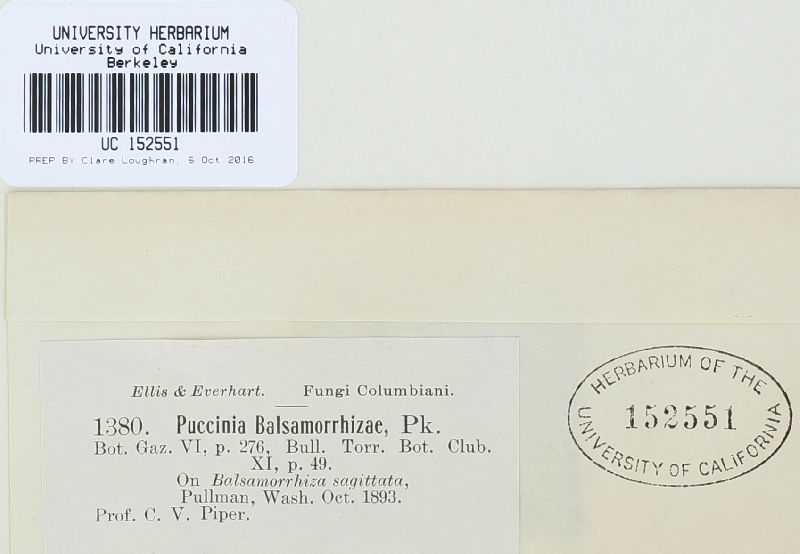 UNIVERSITY HERBARIUM
University of California
Berkeley
UC 152551
PREP BY Clare Loughran, 6 Oct 2016
Ellis & Everhart. Fungi Columbiani.
1380. Puccinia Balsamorrhizae, Pk.
Bot. Gaz. VI, p. 276, Bull. Torr. Bot. Club.
XI, p. 49.
On Balsamorrhiza sagittata,
Pullman, Wash. Oct. 1893.
Prof. C. V. Piper.
HERBARIUM OF THE
152551
UNIVERSITY OF CALIFORNIA